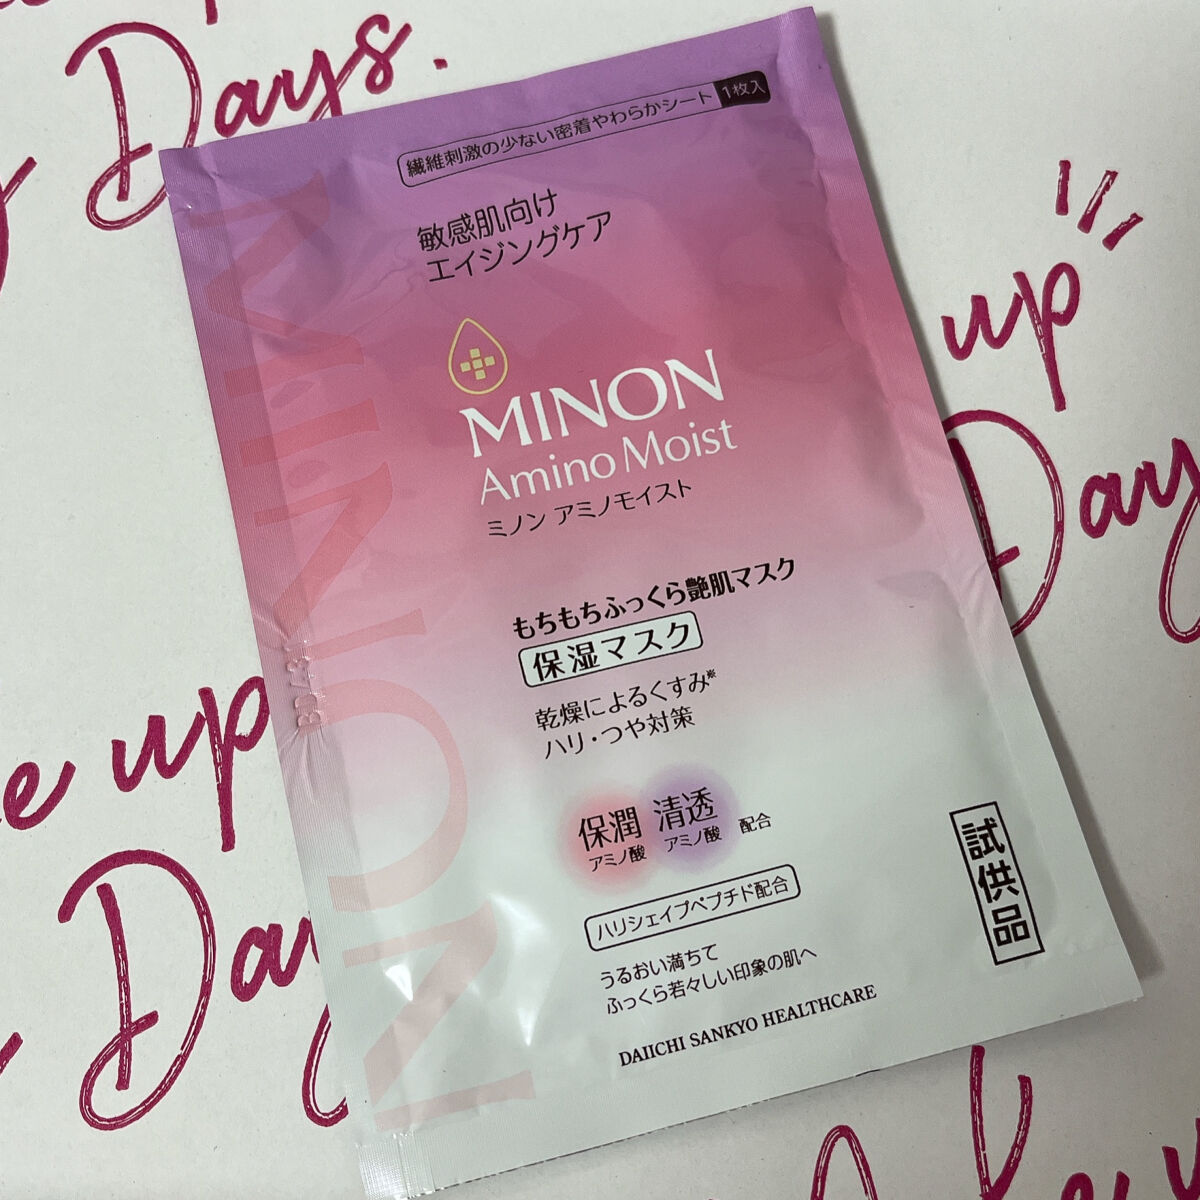 Days.
繊維刺激の少ない密着やわらかシート 1枚入
敏感肌向け
エイジングケア
MINON
MINON
Amino Moist
ミノン アミノモイスト
もちもちふっくら艶肌マスク
保湿マスク
乾燥によるくすみ※
ハリ・つや対策
保潤 清透
アミノ酸 アミノ酸 配合
ハリシェイプペプチド配合
うるおい満ちて
ふっくら若々しい印象の肌へ
DAIICHI SANKYO HEALTHCARE
試供品
up
Day
e up
Day